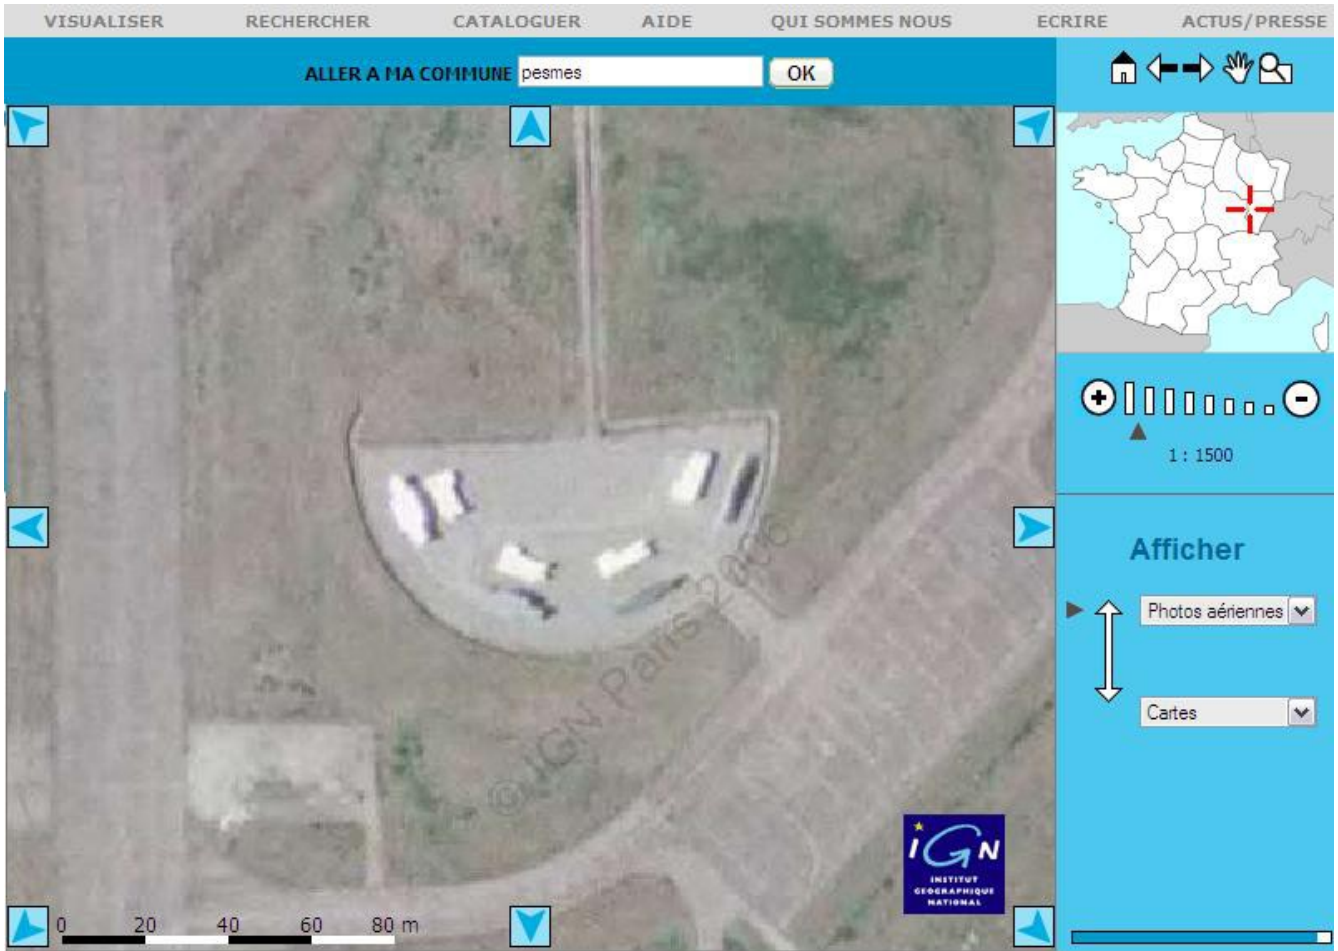 VISUALISER RECHERCHER CATALOGUER AIDE QUI SOMMES NOUS ECRIRE ACTUS/PRESSE
ALLER A MA COMMUNE pesmes OK
1 : 1500
Afficher
Photos aériennes
Cartes
© IGN Paris 2006
IGN
INSTITUT
GEOGRAPHIQUE
NATIONAL
0 20 40 60 80 m